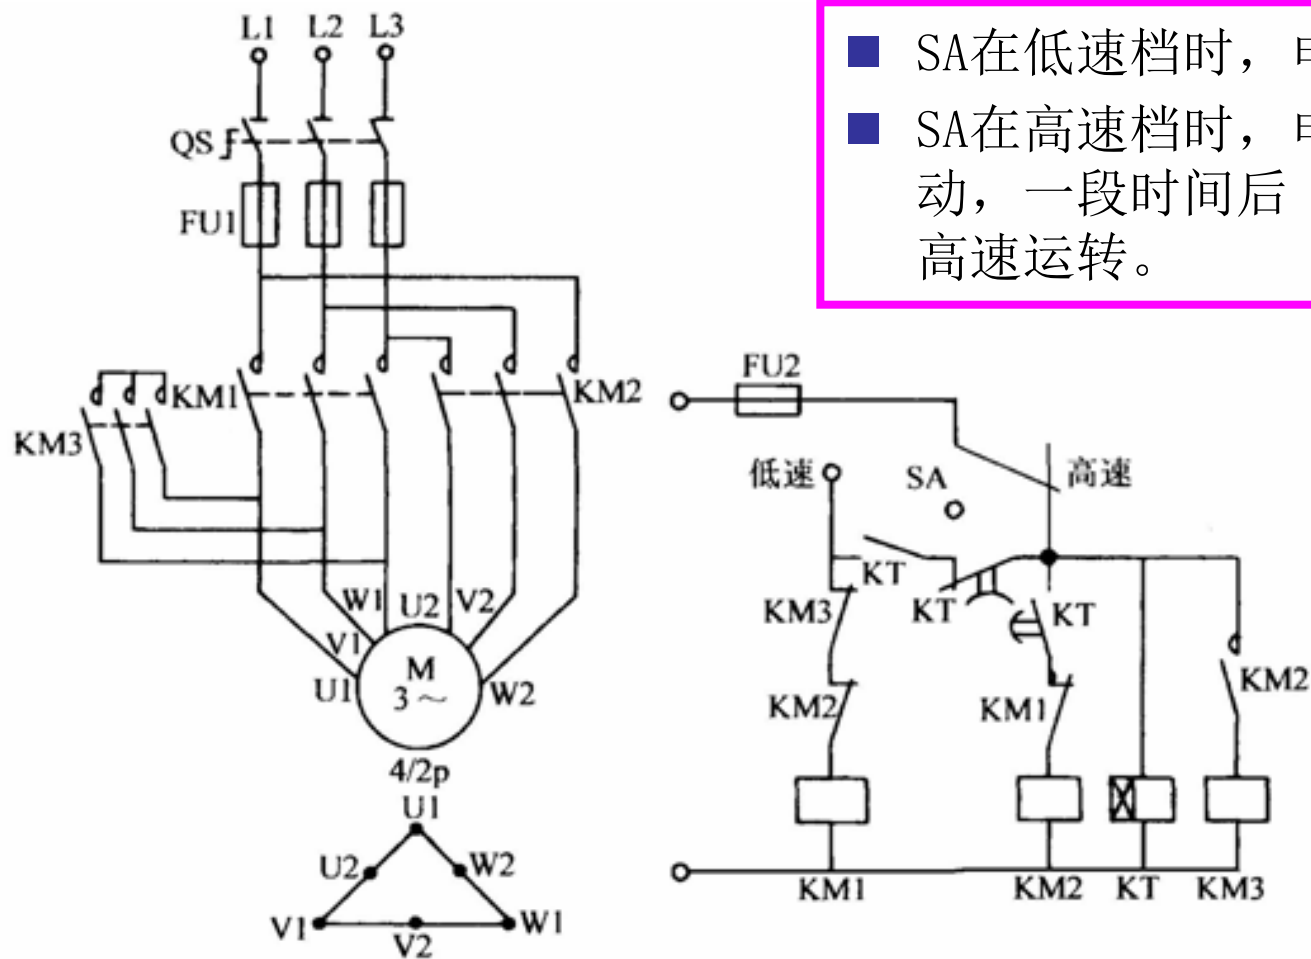 L1 L2 L3
QS
FU1
KM1
KM2
KM3
W1 U2 V2
V1
U1
M
3～
W2
4/2p
U1
U2
W2
V1
V2
W1
SA在低速档时，
SA在高速档时，
动，一段时间后
高速运转。
FU2
低速
SA
高速
KT
KT
KT
KM3
KM2
KM2
KM1
KM1
KM2
KT
KM3